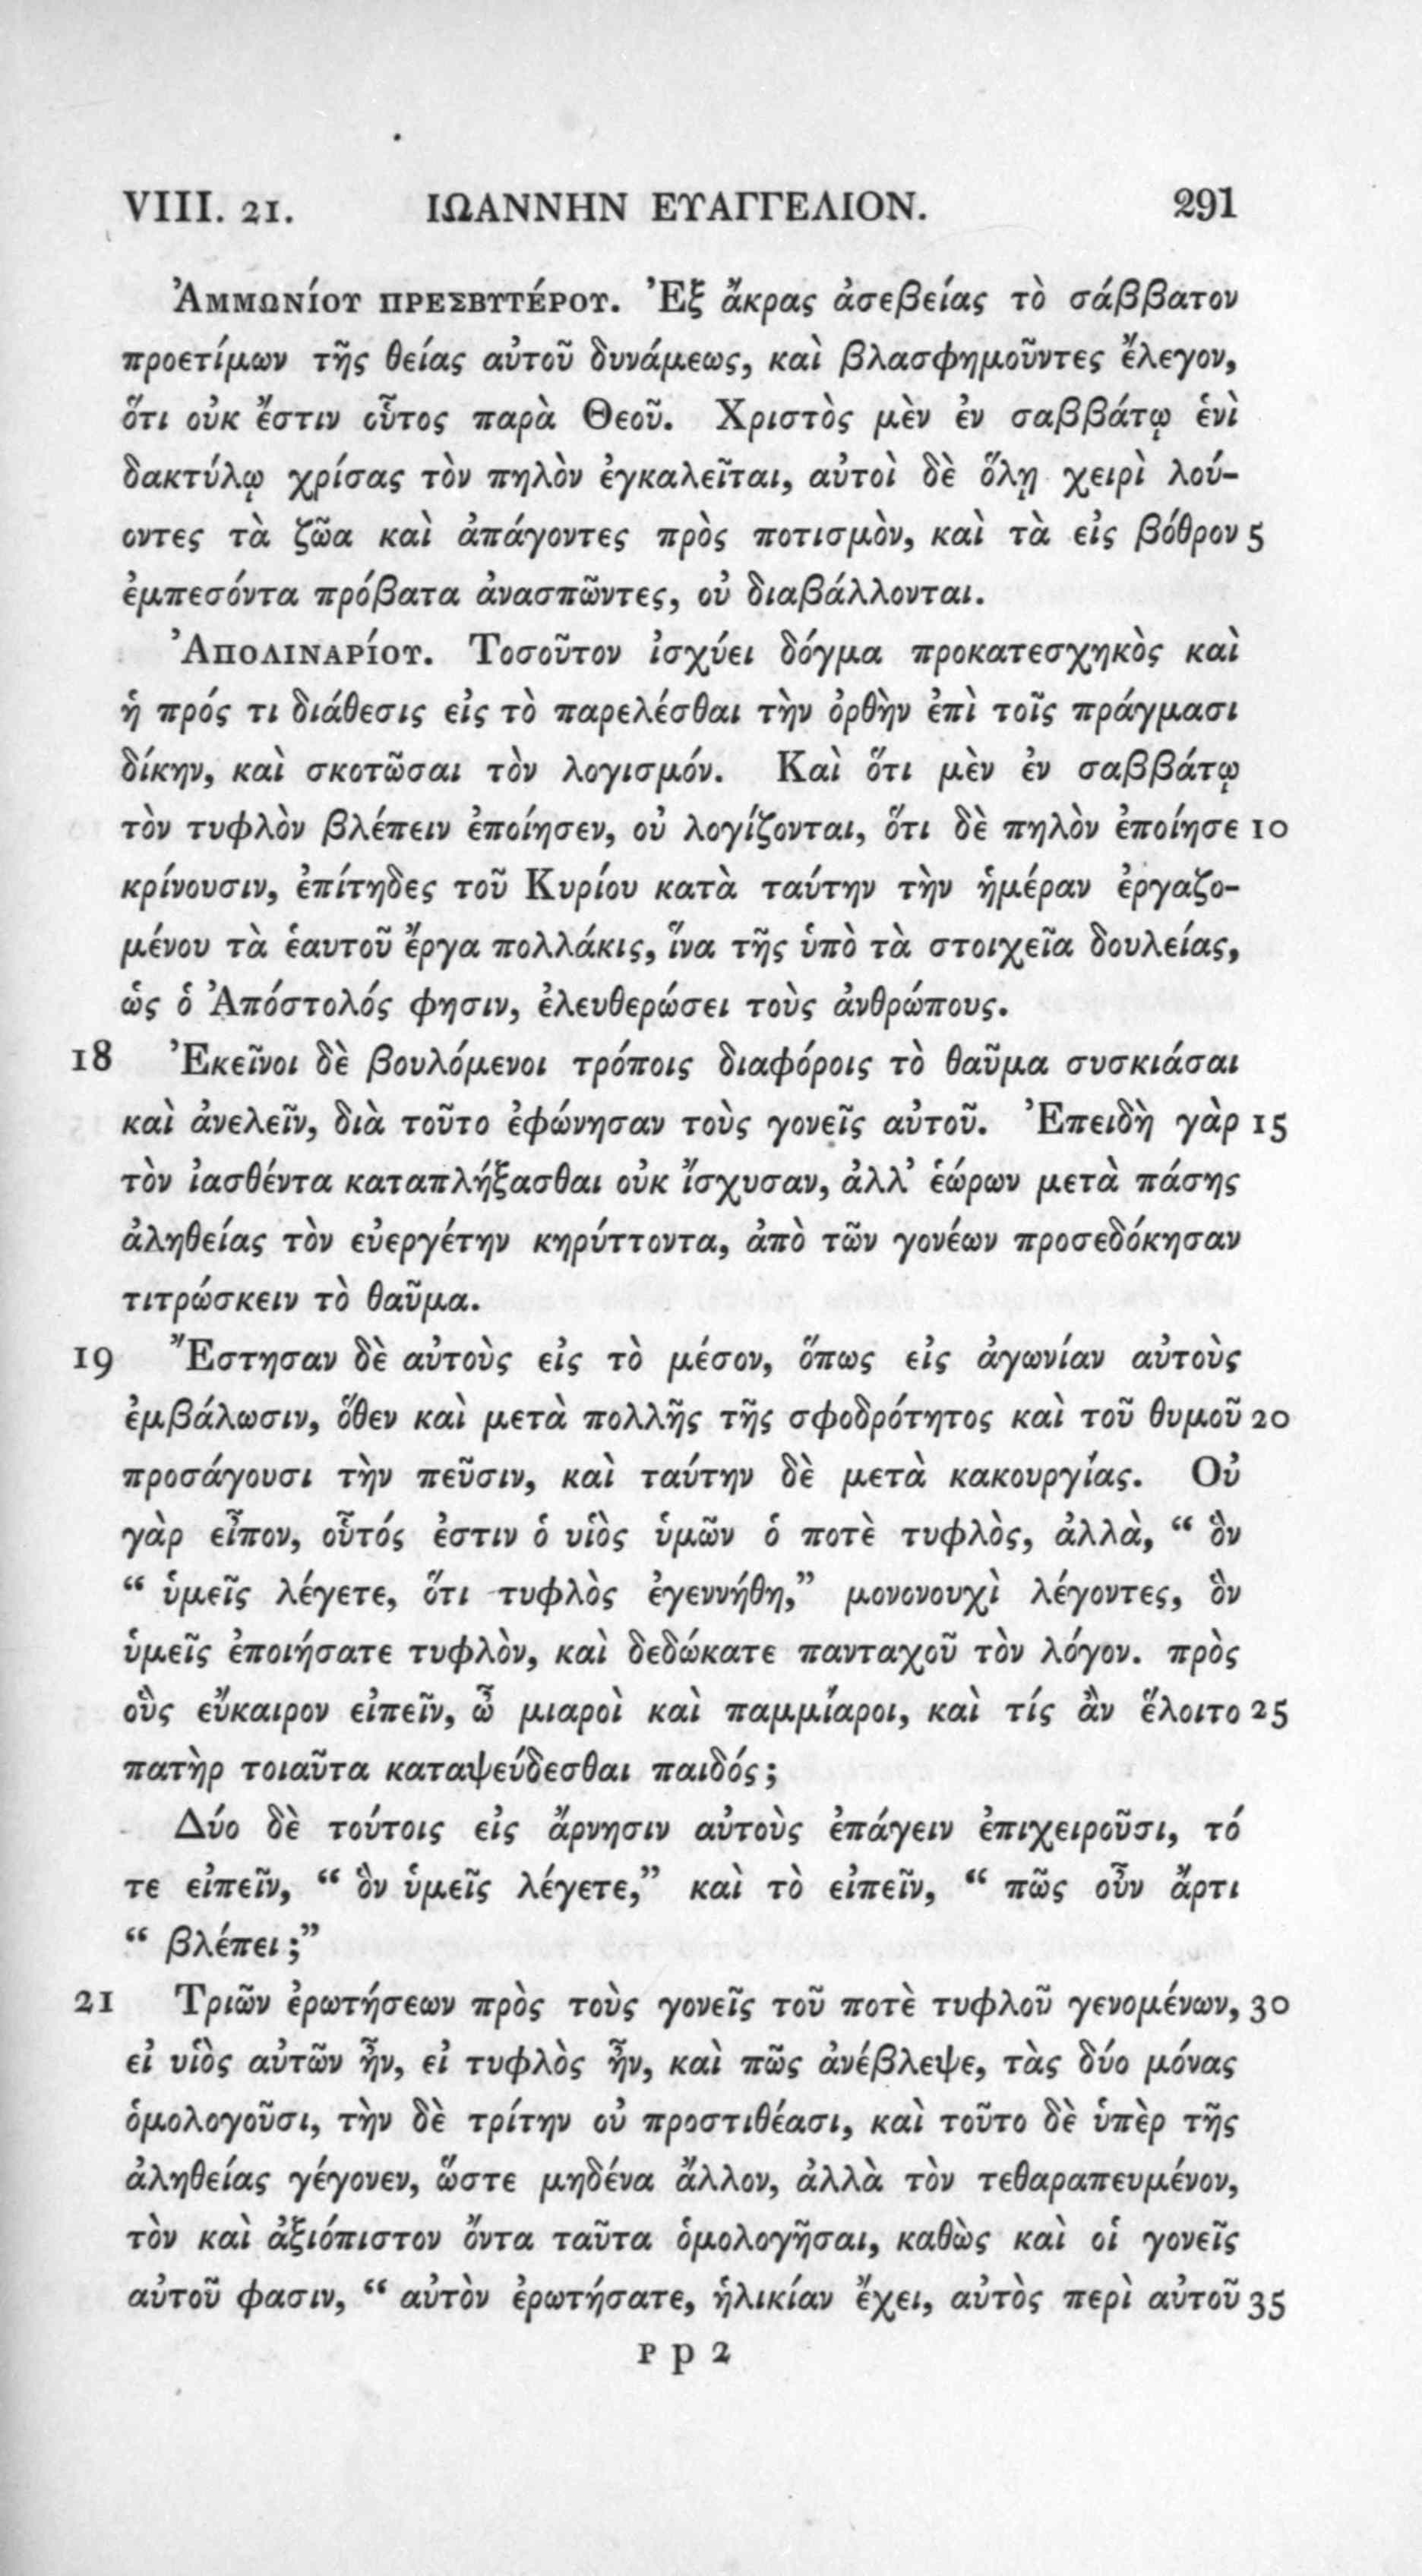 VIII. 21. ΙΩΑΝΝΗΝ ΕΥΑΓΓΕΛΙΟΝ. 291
Ἀμμωνίου πρεσβυτέρου. Ἐξ ἄκρας ἀσεβείας τὸ σάββατον
προετίμων τῆς θείας αὐτοῦ δυνάμεως, καὶ βλασφημοῦντες ἔλεγον,
ὅτι οὐκ ἔστιν οὗτος παρὰ Θεοῦ. Χριστὸς μὲν ἐν σαββάτῳ ἑνὶ
δακτύλῳ χρίσας τὸν πηλὸν ἐγκαλεῖται, αὐτοὶ δὲ ὅλῃ χειρὶ λού-
οντες τὰ ζῶα καὶ ἀπάγοντες πρὸς ποτισμὸν, καὶ τὰ εἰς βόθρον 5
ἐμπεσόντα πρόβατα ἀνασπῶντες, οὐ διαβάλλονται.
Ἀπολιναρίου. Τοσοῦτον ἰσχύει δόγμα προκατεσχηκὸς καὶ
ἡ πρός τι διάθεσις εἰς τὸ παρελέσθαι τὴν ὀρθὴν ἐπὶ τοῖς πράγμασι
δίκην, καὶ σκοτῶσαι τὸν λογισμόν. Καὶ ὅτι μὲν ἐν σαββάτῳ
τὸν τυφλὸν βλέπειν ἐποίησεν, οὐ λογίζονται, ὅτι δὲ πηλὸν ἐποίησε 10
κρίνουσιν, ἐπίτηδες τοῦ Κυρίου κατὰ ταύτην τὴν ἡμέραν ἐργαζο-
μένου τὰ ἑαυτοῦ ἔργα πολλάκις, ἵνα τῆς ὑπὸ τὰ στοιχεῖα δουλείας,
ὡς ὁ Ἀπόστολός φησιν, ἐλευθερώσει τοὺς ἀνθρώπους.
18 Ἐκεῖνοι δὲ βουλόμενοι τρόποις διαφόροις τὸ θαῦμα συσκιάσαι
καὶ ἀνελεῖν, διὰ τοῦτο ἐφώνησαν τοὺς γονεῖς αὐτοῦ. Ἐπειδὴ γὰρ 15
τὸν ἰασθέντα καταπλήξασθαι οὐκ ἴσχυσαν, ἀλλ’ ἑώρων μετὰ πάσης
ἀληθείας τὸν εὐεργέτην κηρύττοντα, ἀπὸ τῶν γονέων προσεδόκησαν
τιτρώσκειν τὸ θαῦμα.
19 Ἔστησαν δὲ αὐτοὺς εἰς τὸ μέσον, ὅπως εἰς ἀγωνίαν αὐτοὺς
ἐμβάλωσιν, ὅθεν καὶ μετὰ πολλῆς τῆς σφοδρότητος καὶ τοῦ θυμοῦ 20
προσάγουσι τὴν πεῦσιν, καὶ ταύτην δὲ μετὰ κακουργίας. Οὐ
γὰρ εἶπον, οὗτός ἐστιν ὁ υἱὸς ὑμῶν ὁ ποτὲ τυφλὸς, ἀλλὰ, “ ὃν
“ ὑμεῖς λέγετε, ὅτι τυφλὸς ἐγεννήθη,” μονονουχὶ λέγοντες, ὃν
ὑμεῖς ἐποιήσατε τυφλὸν, καὶ δεδώκατε πανταχοῦ τὸν λόγον. πρὸς
οὓς εὔκαιρον εἰπεῖν, ὦ μιαροὶ καὶ παμμίαροι, καὶ τίς ἂν ἕλοιτο 25
πατὴρ τοιαῦτα καταψεύδεσθαι παιδός;
Δύο δὲ τούτοις εἰς ἄρνησιν αὐτοὺς ἐπάγειν ἐπιχειροῦσι, τό
τε εἰπεῖν, “ ὃν ὑμεῖς λέγετε,” καὶ τὸ εἰπεῖν, “ πῶς οὖν ἄρτι
“ βλέπει;”
21 Τριῶν ἐρωτήσεων πρὸς τοὺς γονεῖς τοῦ ποτὲ τυφλοῦ γενομένων, 30
εἰ υἱὸς αὐτῶν ἦν, εἰ τυφλὸς ἦν, καὶ πῶς ἀνέβλεψε, τὰς δύο μόνας
ὁμολογοῦσι, τὴν δὲ τρίτην οὐ προστιθέασι, καὶ τοῦτο δὲ ὑπὲρ τῆς
ἀληθείας γέγονεν, ὥστε μηδένα ἄλλον, ἀλλὰ τὸν τεθαραπευμένον,
τὸν καὶ ἀξιόπιστον ὄντα ταῦτα ὁμολογῆσαι, καθὼς καὶ οἱ γονεῖς
αὐτοῦ φασιν, “ αὐτὸν ἐρωτήσατε, ἡλικίαν ἔχει, αὐτὸς περὶ αὐτοῦ 35
P p 2